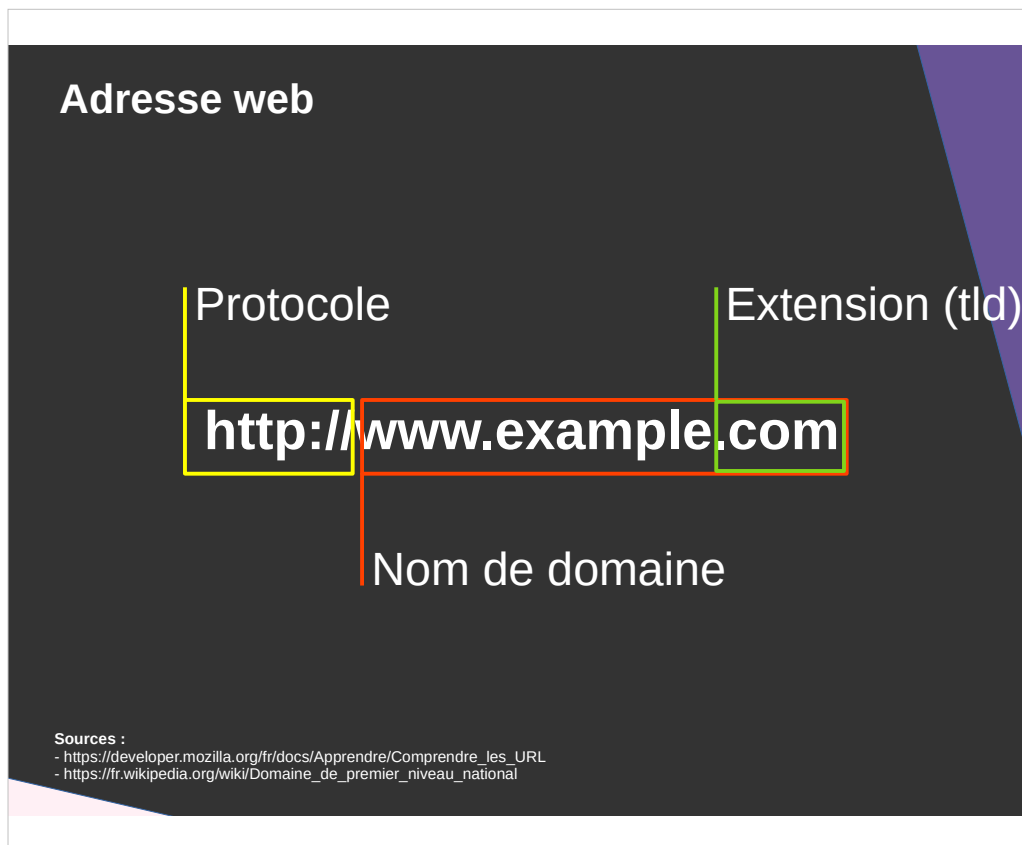 Adresse web
Protocole
Extension (tld)
http://www.example.com
Nom de domaine
Sources :
- https://developer.mozilla.org/fr/docs/Apprendre/Comprendre_les_URL
- https://fr.wikipedia.org/wiki/Domaine_de_premier_niveau_national